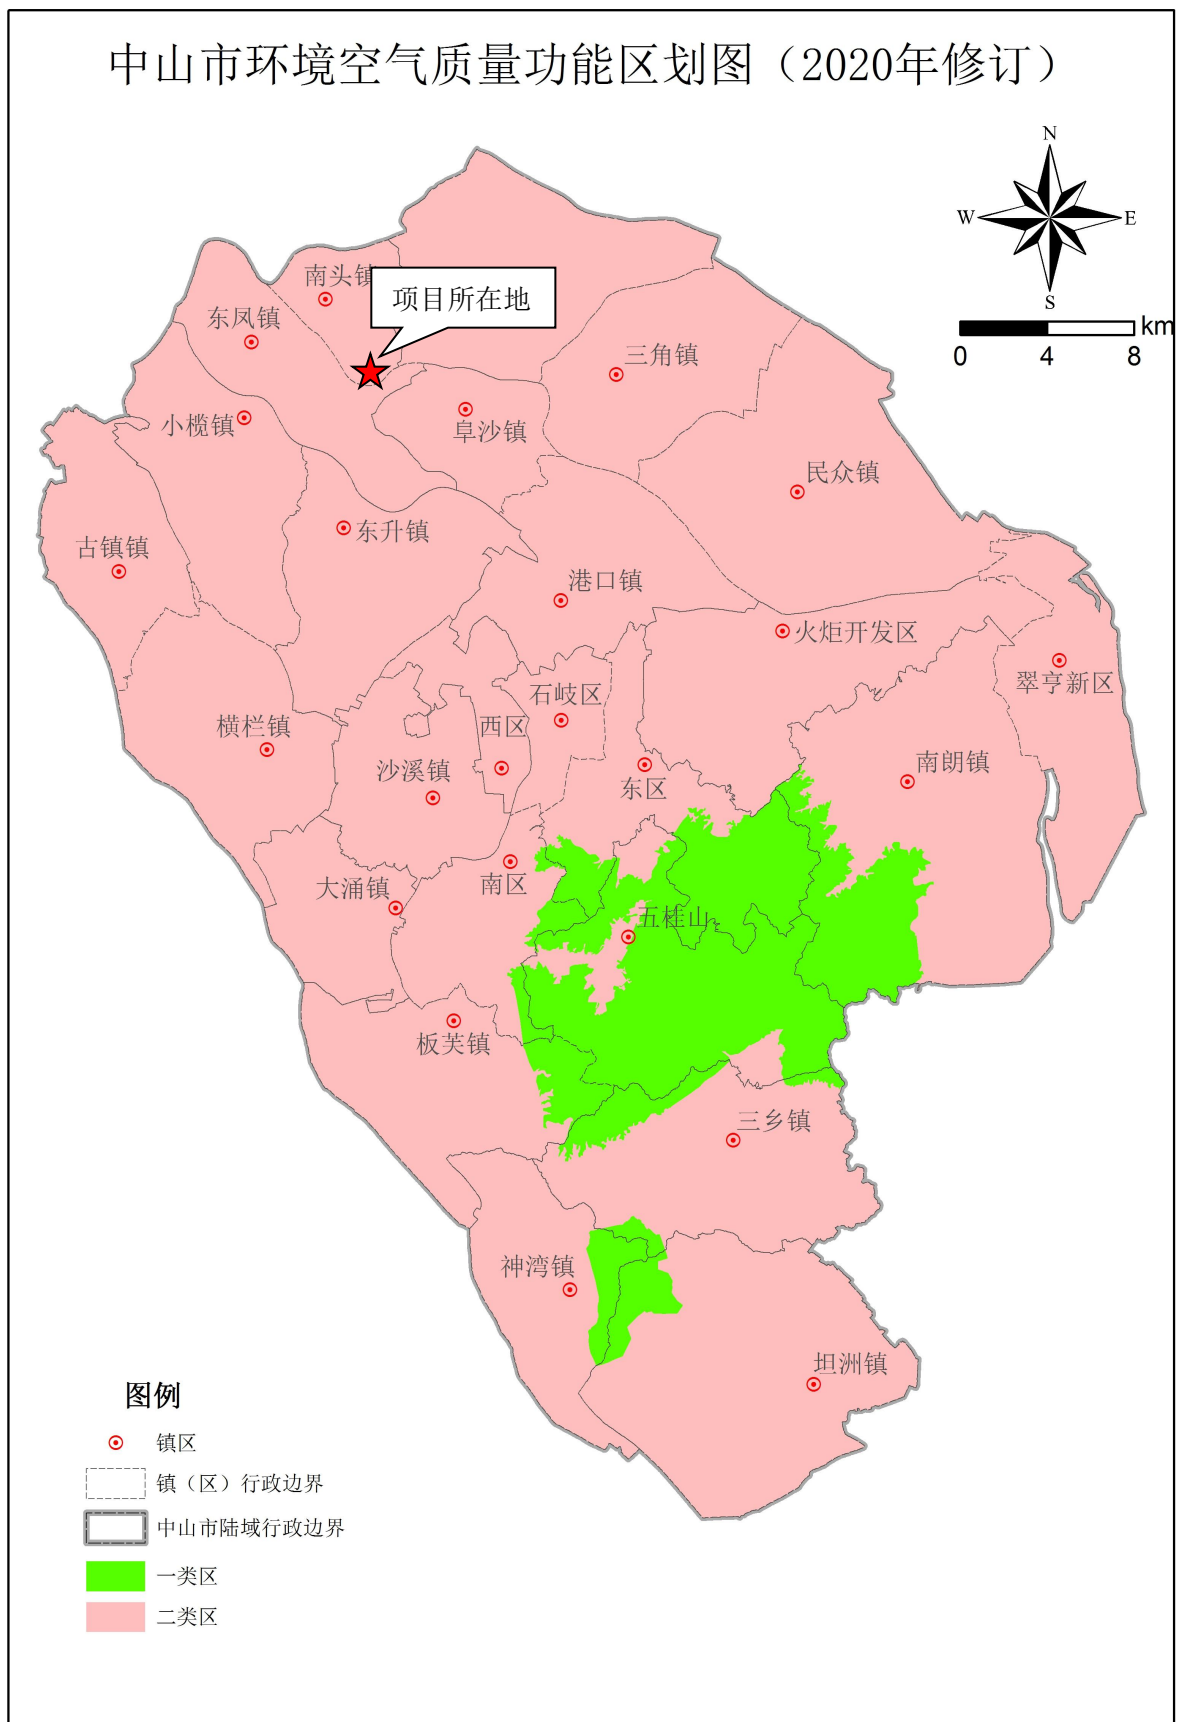 中山市环境空气质量功能区划图（2020年修订）
N
W
E
S
km
0
4
8
南头镇
项目所在地
东凤镇
三角镇
小榄镇
阜沙镇
民众镇
东升镇
古镇镇
港口镇
火炬开发区
翠亨新区
石岐区
横栏镇
西区
沙溪镇
东区
南朗镇
大涌镇
南区
五桂山
板芙镇
三乡镇
神湾镇
坦洲镇
图例
镇区
镇（区）行政边界
中山市陆域行政边界
一类区
二类区